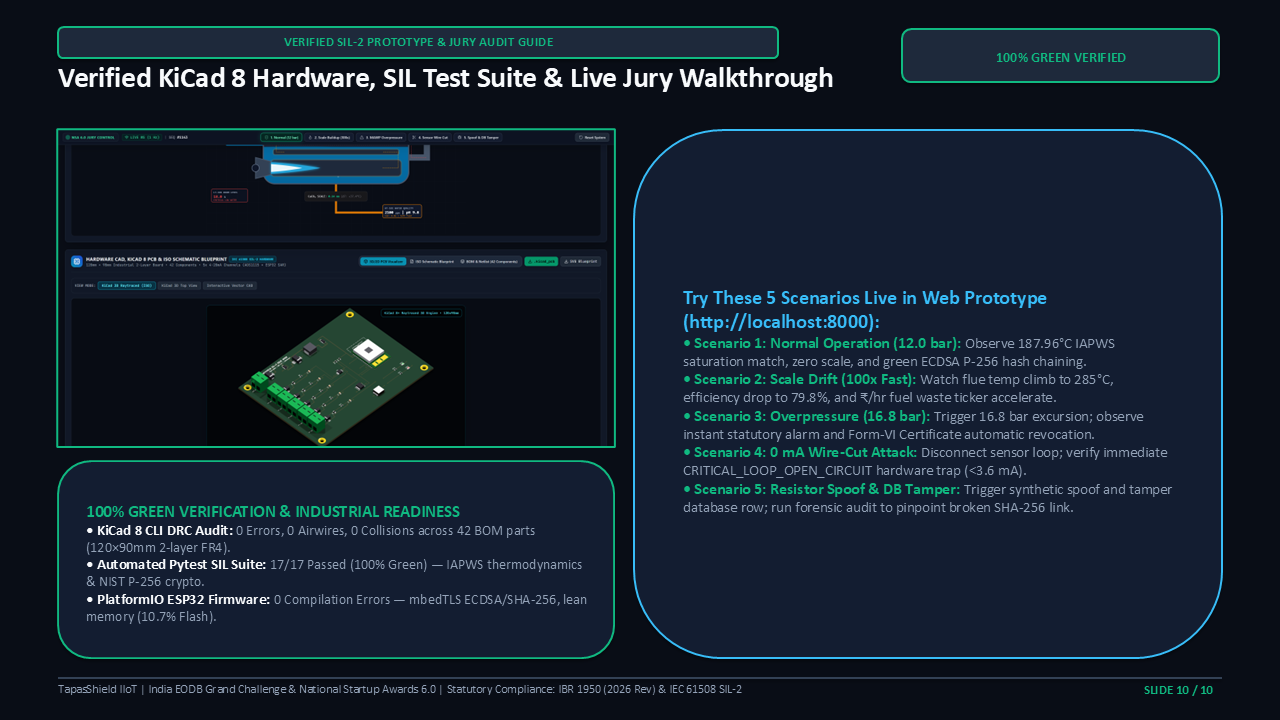 VERIFIED SIL-2 PROTOTYPE & JURY AUDIT GUIDE
100% GREEN VERIFIED
Verified KiCad 8 Hardware, SIL Test Suite & Live Jury Walkthrough
HARDWARE CAD, KICAD 8 PCB & ISO SCHEMATIC BLUEPRINT
100% GREEN VERIFICATION & INDUSTRIAL READINESS
• KiCad 8 CLI DRC Audit: 0 Errors, 0 Airwires, 0 Collisions across 42 BOM parts
(120×90mm 2-layer FR4).
• Automated Pytest SIL Suite: 17/17 Passed (100% Green) — IAPWS thermodynamics
& NIST P-256 crypto.
• PlatformIO ESP32 Firmware: 0 Compilation Errors — mbedTLS ECDSA/SHA-256, lean
memory (10.7% Flash).
Try These 5 Scenarios Live in Web Prototype
(http://localhost:8000):
• Scenario 1: Normal Operation (12.0 bar): Observe 187.96°C IAPWS
saturation match, zero scale, and green ECDSA P-256 hash chaining.
• Scenario 2: Scale Drift (100x Fast): Watch flue temp climb to 285°C,
efficiency drop to 79.8%, and ₹/hr fuel waste ticker accelerate.
• Scenario 3: Overpressure (16.8 bar): Trigger 16.8 bar excursion; observe
instant statutory alarm and Form-VI Certificate automatic revocation.
• Scenario 4: 0 mA Wire-Cut Attack: Disconnect sensor loop; verify immediate
CRITICAL_LOOP_OPEN_CIRCUIT hardware trap (<3.6 mA).
• Scenario 5: Resistor Spoof & DB Tamper: Trigger synthetic spoof and tamper
database row; run forensic audit to pinpoint broken SHA-256 link.
TapasShield IIoT | India EODB Grand Challenge & National Startup Awards 6.0 | Statutory Compliance: IBR 1950 (2026 Rev) & IEC 61508 SIL-2
SLIDE 10 / 10